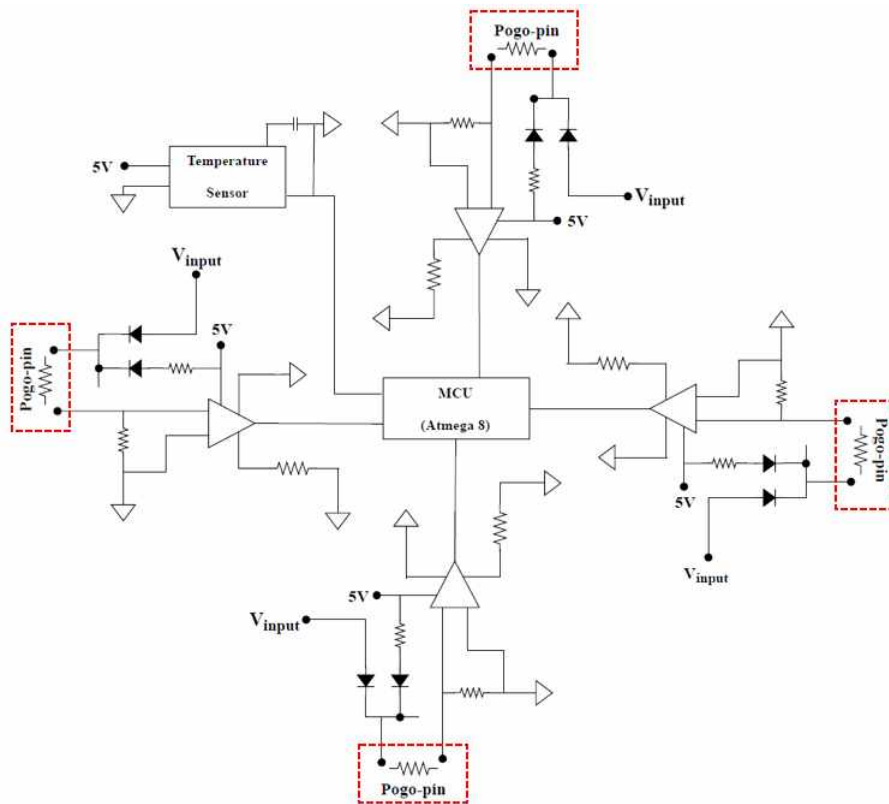 Pogo-pin
Temperature
Sensor
5V
Vinput
5V
Vinput
5V
Pogo-pin
MCU
(Atmega 8)
Pogo-pin
5V
Vinput
5V
Vinput
Pogo-pin